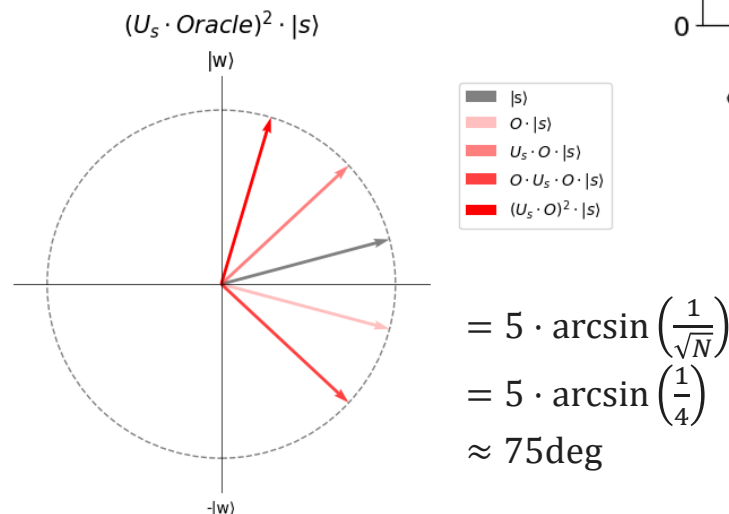 (U_s · Oracle)² · |s⟩
|w⟩
0
|s⟩
O · |s⟩
U_s · O · |s⟩
O · U_s · O · |s⟩
(U_s · O)² · |s⟩
= 5 · arcsin (1/√N)
= 5 · arcsin (1/4)
≈ 75deg
-|w⟩